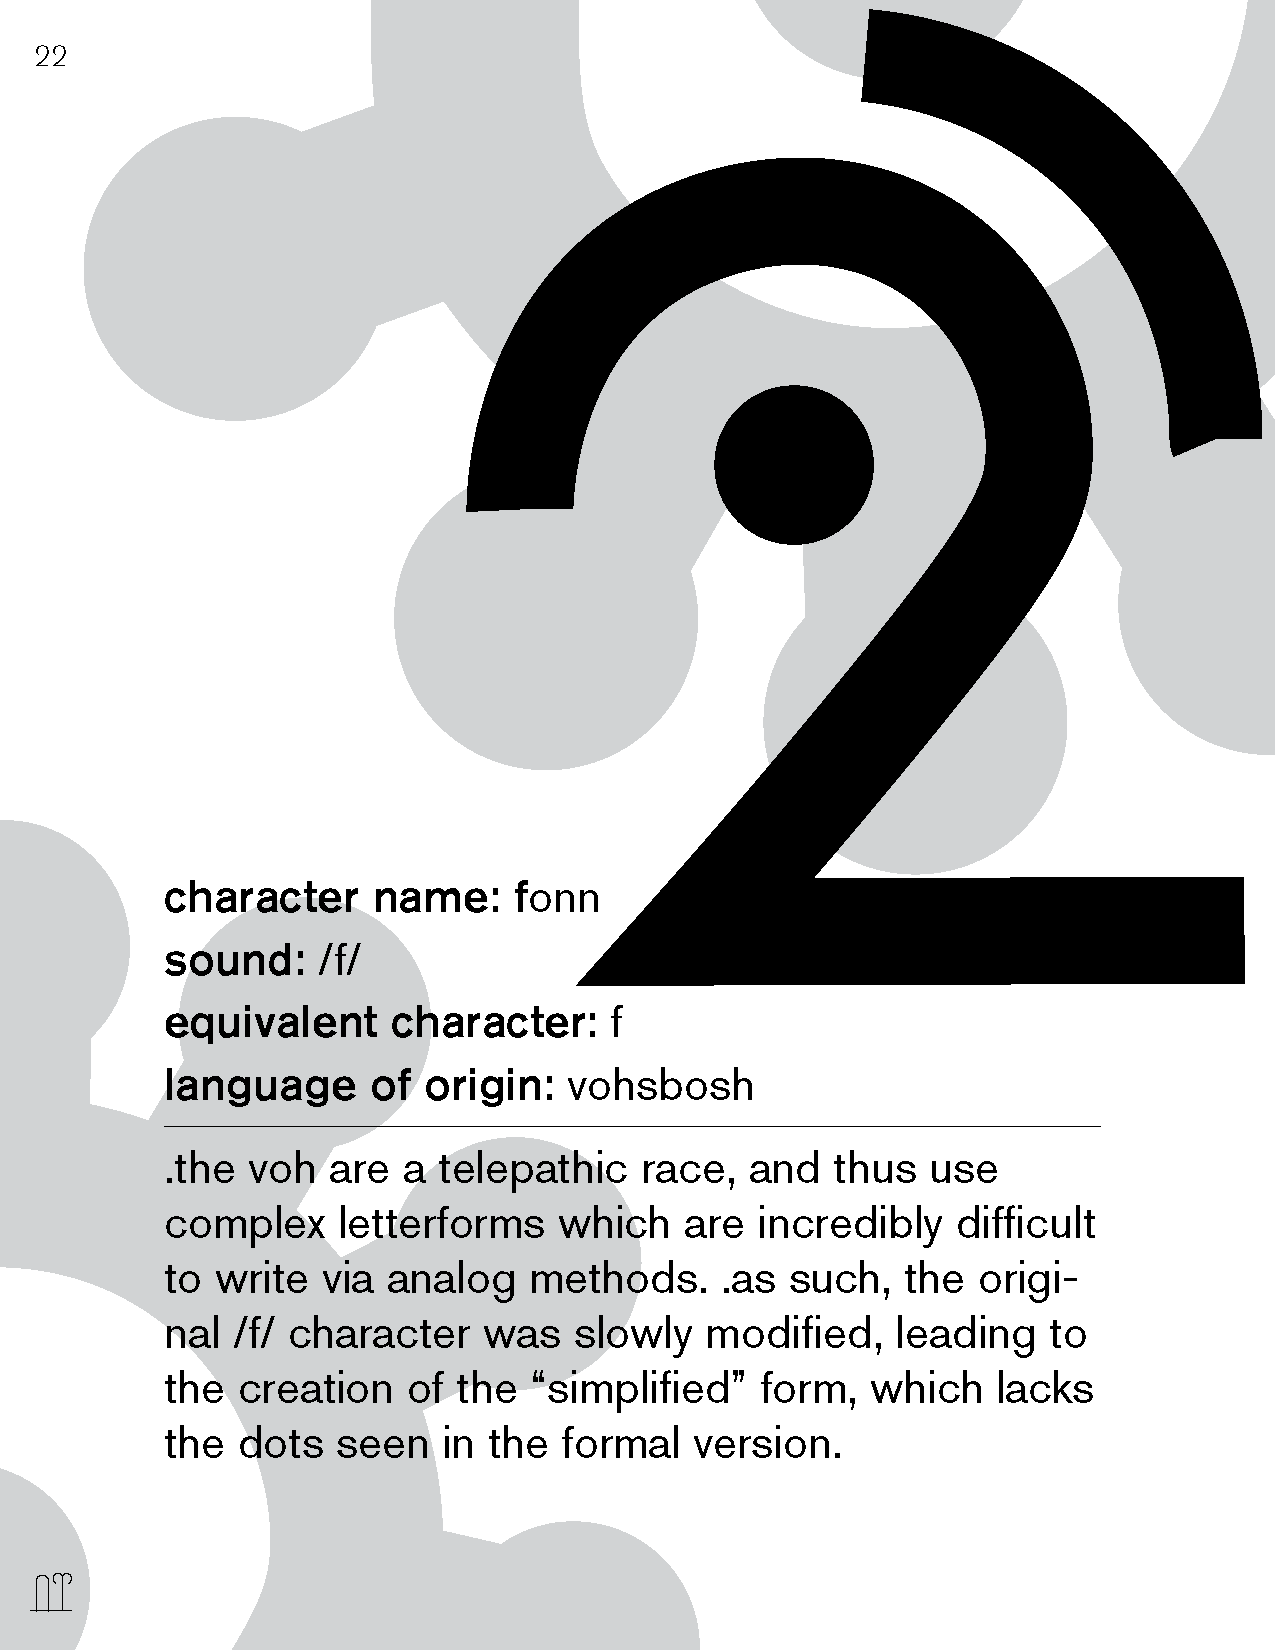 22
character name: fonn
sound: /f/
equivalent character: f
language of origin: vohsbosh
.the voh are a telepathic race, and thus use
complex letterforms which are incredibly difficult
to write via analog methods. .as such, the origi-
nal /f/ character was slowly modified, leading to
the creation of the “simplified” form, which lacks
the dots seen in the formal version.